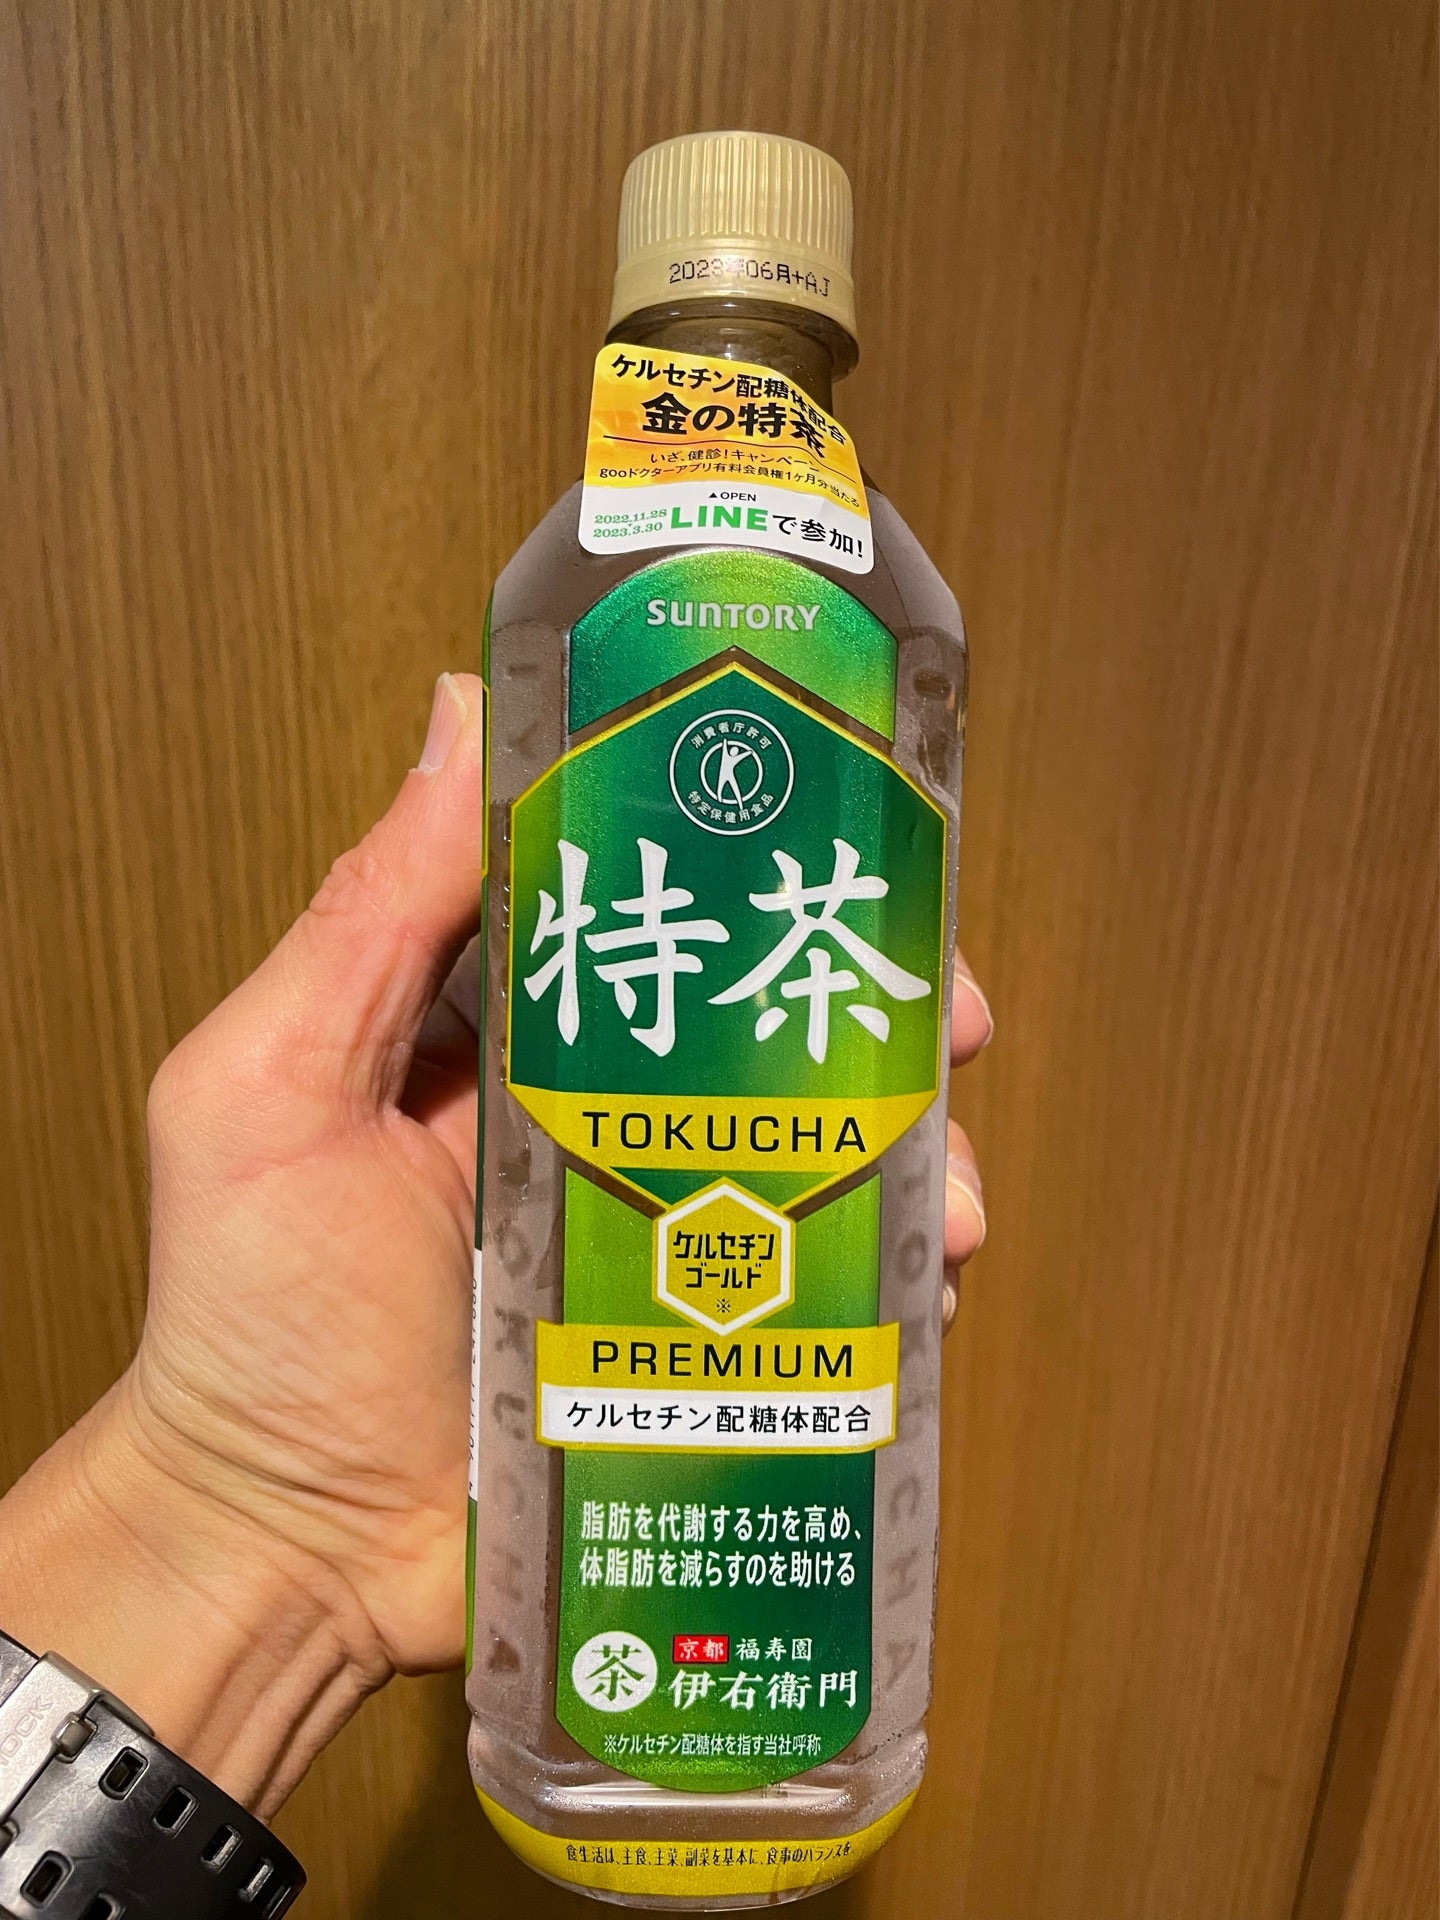 2023年06月+AJ
ケルセチン配糖体配合
金の特茶
いざ、健診!キャンペーン
gooドクターアプリ有料会員権1ヶ月分当たる
▲OPEN
2022.11.28
2023.3.30
LINEで参加!
SUNTORY
消費者庁許可
特定保健用食品
特茶
TOKUCHA
ケルセチン
ゴールド
※
PREMIUM
ケルセチン配糖体配合
脂肪を代謝する力を高め、
体脂肪を減らすのを助ける
茶
京都 福寿園
伊右衛門
※ケルセチン配糖体を指す当社呼称
食生活は、主食、主菜、副菜を基本に、食事のバランスを
TOKUCHA
TOKUCHA